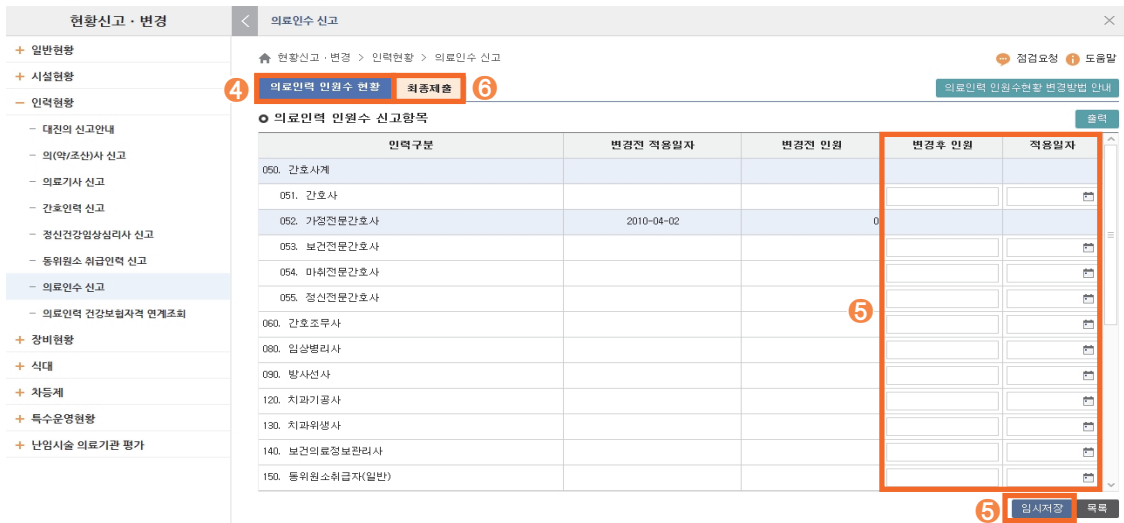 현황신고 · 변경
의료인수 신고
일반현황
시설현황
인력현황
대진의 신고안내
의(약/조산)사 신고
의료기사 신고
간호인력 신고
정신건강임상심리사 신고
동위원소 취급인력 신고
의료인수 신고
의료인력 건강보험자격 연계조회
장비현황
식대
차등제
특수운영현황
난임시술 의료기관 평가
현황신고 · 변경 > 인력현황 > 의료인수 신고
점검요청 도움말
4 의료인력 인원수 현황 최종제출 6
의료인력 인원수현황 변경방법 안내
의료인력 인원수 신고항목
출력
인력구분 변경전 적용일자 변경전 인원 변경후 인원 적용일자
050. 간호사계
051. 간호사
052. 가정전문간호사 2010-04-02 0
053. 보건전문간호사
054. 마취전문간호사
055. 정신전문간호사
5
060. 간호조무사
080. 임상병리사
090. 방사선사
120. 치과기공사
130. 치과위생사
140. 보건의료정보관리사
150. 동위원소취급자(일반)
5 임시저장 목록